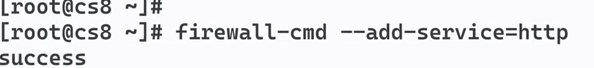 [root@cs8 ~]#
[root@cs8 ~]# firewall-cmd --add-service=http
success